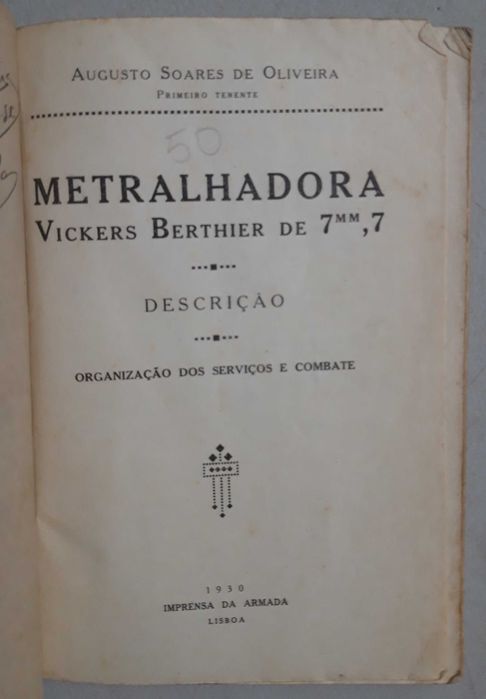 AUGUSTO SOARES DE OLIVEIRA
PRIMEIRO TENENTE
50
METRALHADORA
VICKERS BERTHIER DE 7MM,7
DESCRIÇÃO
ORGANIZAÇÃO DOS SERVIÇOS E COMBATE
1930
IMPRENSA DA ARMADA
LISBOA